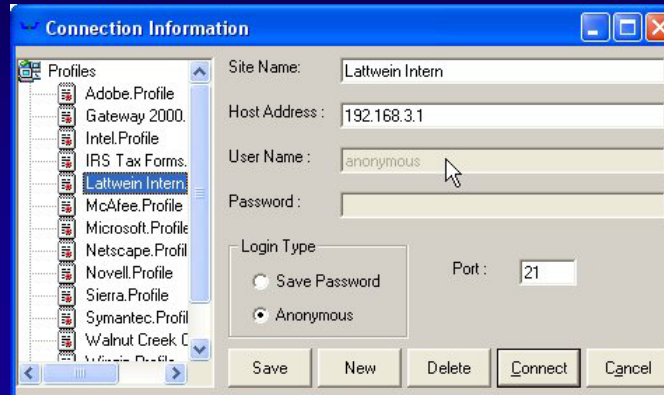 Connection Information
Profiles
Adobe.Profile
Gateway 2000.
Intel.Profile
IRS Tax Forms.
Lattwein Intern.
McAfee.Profile
Microsoft.Profile
Netscape.Profil
Novell.Profile
Sierra.Profile
Symantec.Profil
Walnut Creek C
Site Name:
Lattwein Intern
Host Address :
192.168.3.1
User Name :
anonymous
Password :
Login Type
Save Password
Anonymous
Port :
21
Save
New
Delete
Connect
Cancel